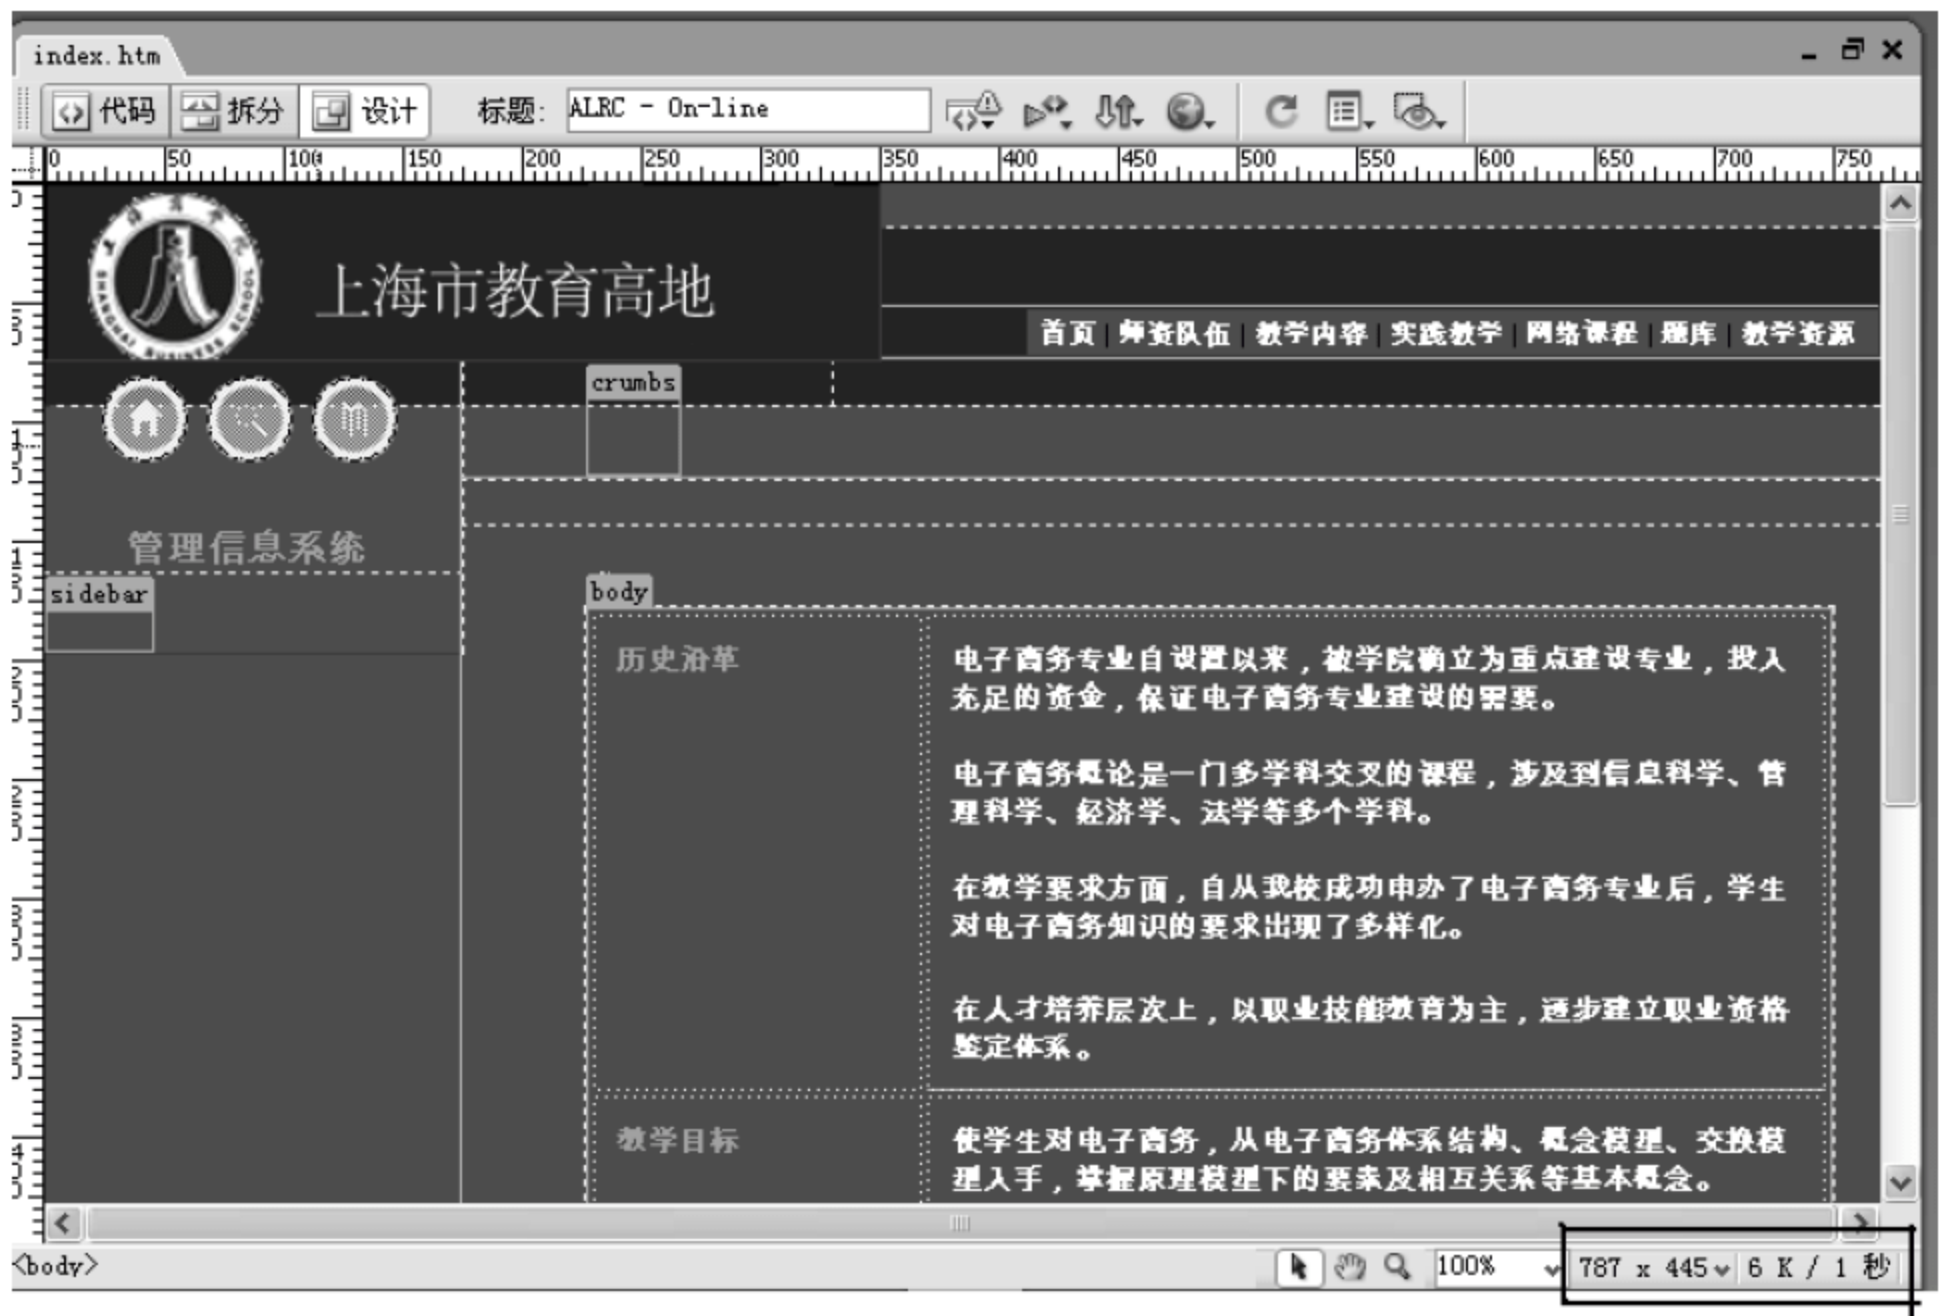 index.htm
代码 拆分 设计 标题: ALRC - On-line
0 50 100 150 200 250 300 350 400 450 500 550 600 650 700 750
上海市教育高地
首页 | 师资队伍 | 教学内容 | 实践教学 | 网络课程 | 题库 | 教学资源
crumbs
管理信息系统
sidebar
body
历史沿革
电子商务专业自设置以来，被学院确立为重点建设专业，投入
充足的资金，保证电子商务专业建设的需要。
电子商务概论是一门多学科交叉的课程，涉及到信息科学、管
理科学、经济学、法学等多个学科。
在教学要求方面，自从我校成功申办了电子商务专业后，学生
对电子商务知识的要求出现了多样化。
在人才培养层次上，以职业技能教育为主，逐步建立职业资格
鉴定体系。
教学目标
使学生对电子商务，从电子商务体系结构、概念模型、交换模
型入手，掌握原理模型下的要素及相互关系等基本概念。
<body> 100% 787 x 445 6 K / 1 秒